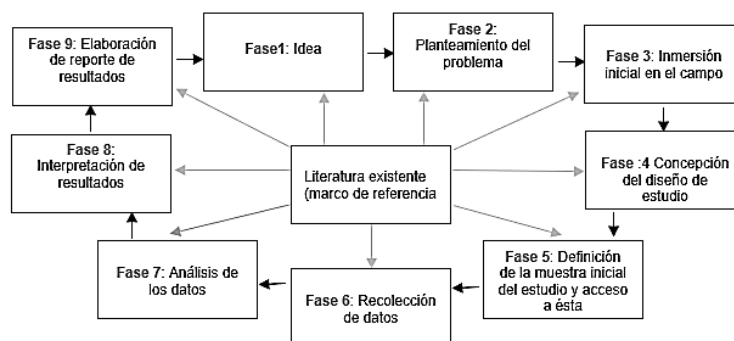 Fase 9: Elaboración
de reporte de
resultados
Fase1: Idea
Fase 2:
Planteamiento del
problema
Fase 3: Inmersión
inicial en el campo
Fase 8:
Interpretación de
resultados
Literatura existente
(marco de referencia
Fase :4 Concepción
del diseño de
estudio
Fase 7: Análisis de
los datos
Fase 6: Recolección
de datos
Fase 5: Definición
de la muestra inicial
del estudio y acceso
a ésta